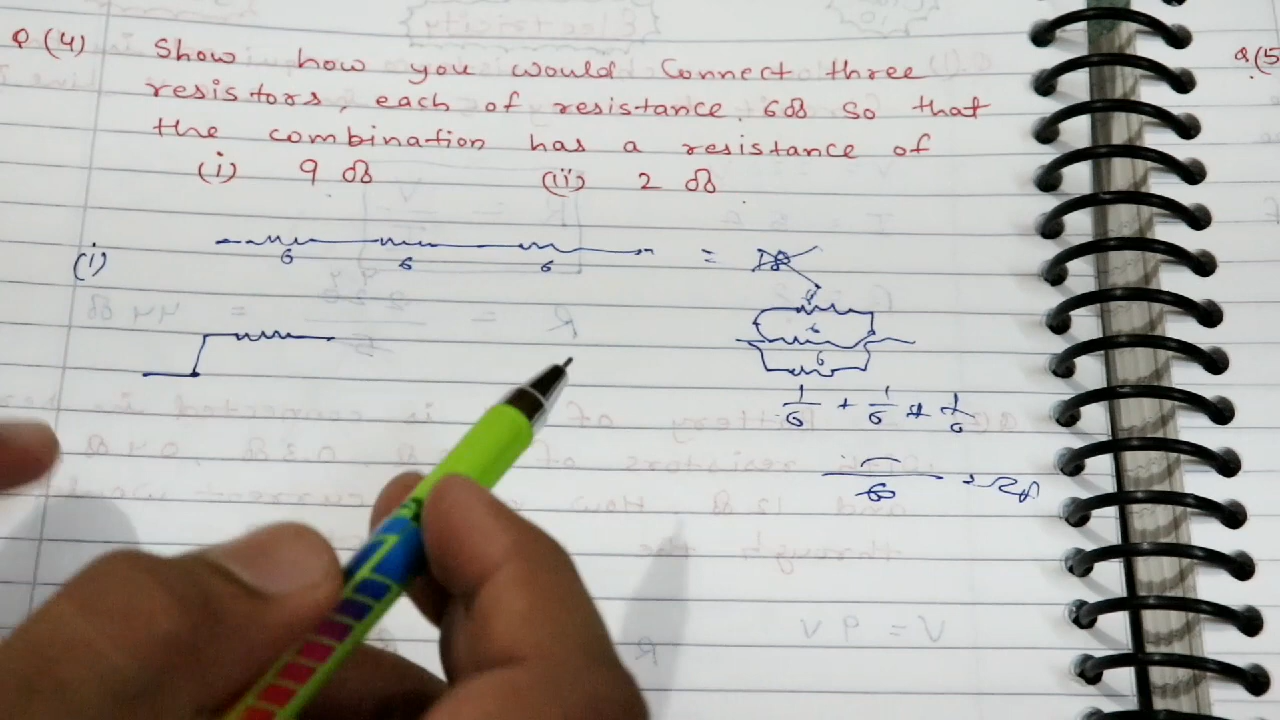 Q (4) Show how you would connect three
resistors, each of resistance 6Ω so that
the combination has a resistance of
(i) 9 Ω (ii) 2 Ω
(i) 6 6 6 = 18
6
6
1/6 + 1/6 + 1/6
6
Q(5